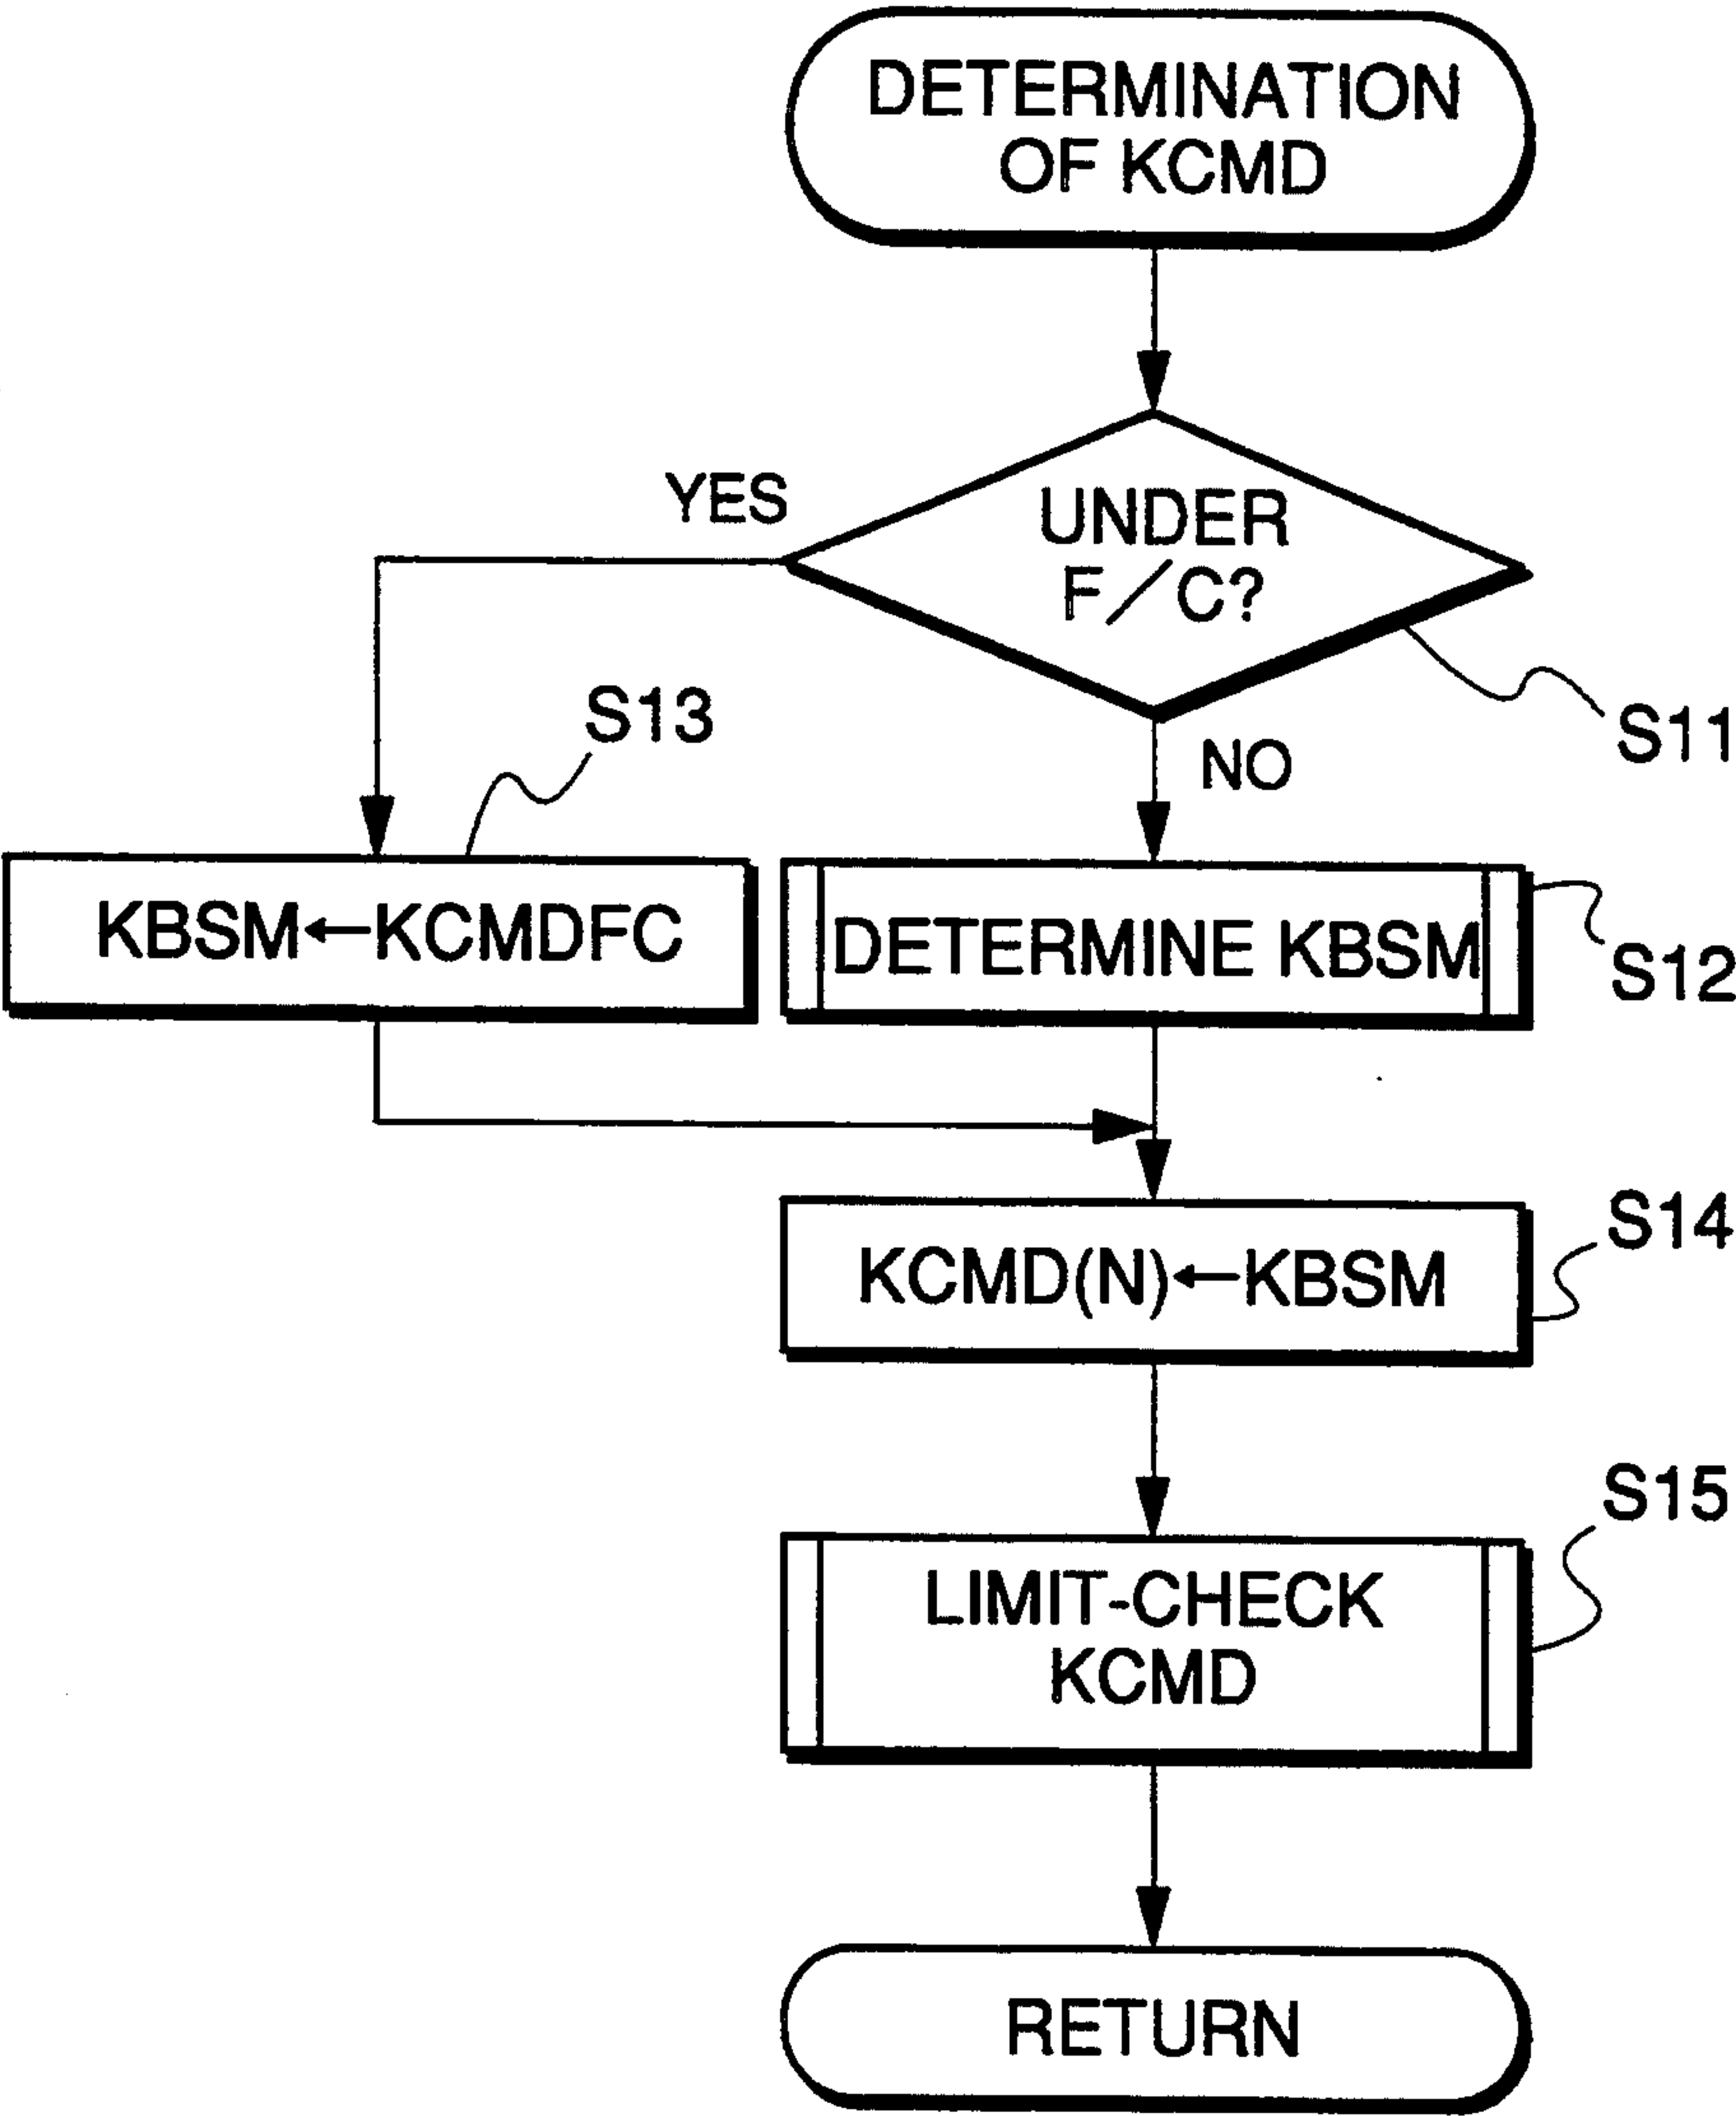 DETERMINATION
OF KCMD
YES
UNDER
F/C?
S11
S13
NO
KBSM←KCMDFC
DETERMINE KBSM
S12
KCMD(N)←KBSM
S14
S15
LIMIT-CHECK
KCMD
RETURN